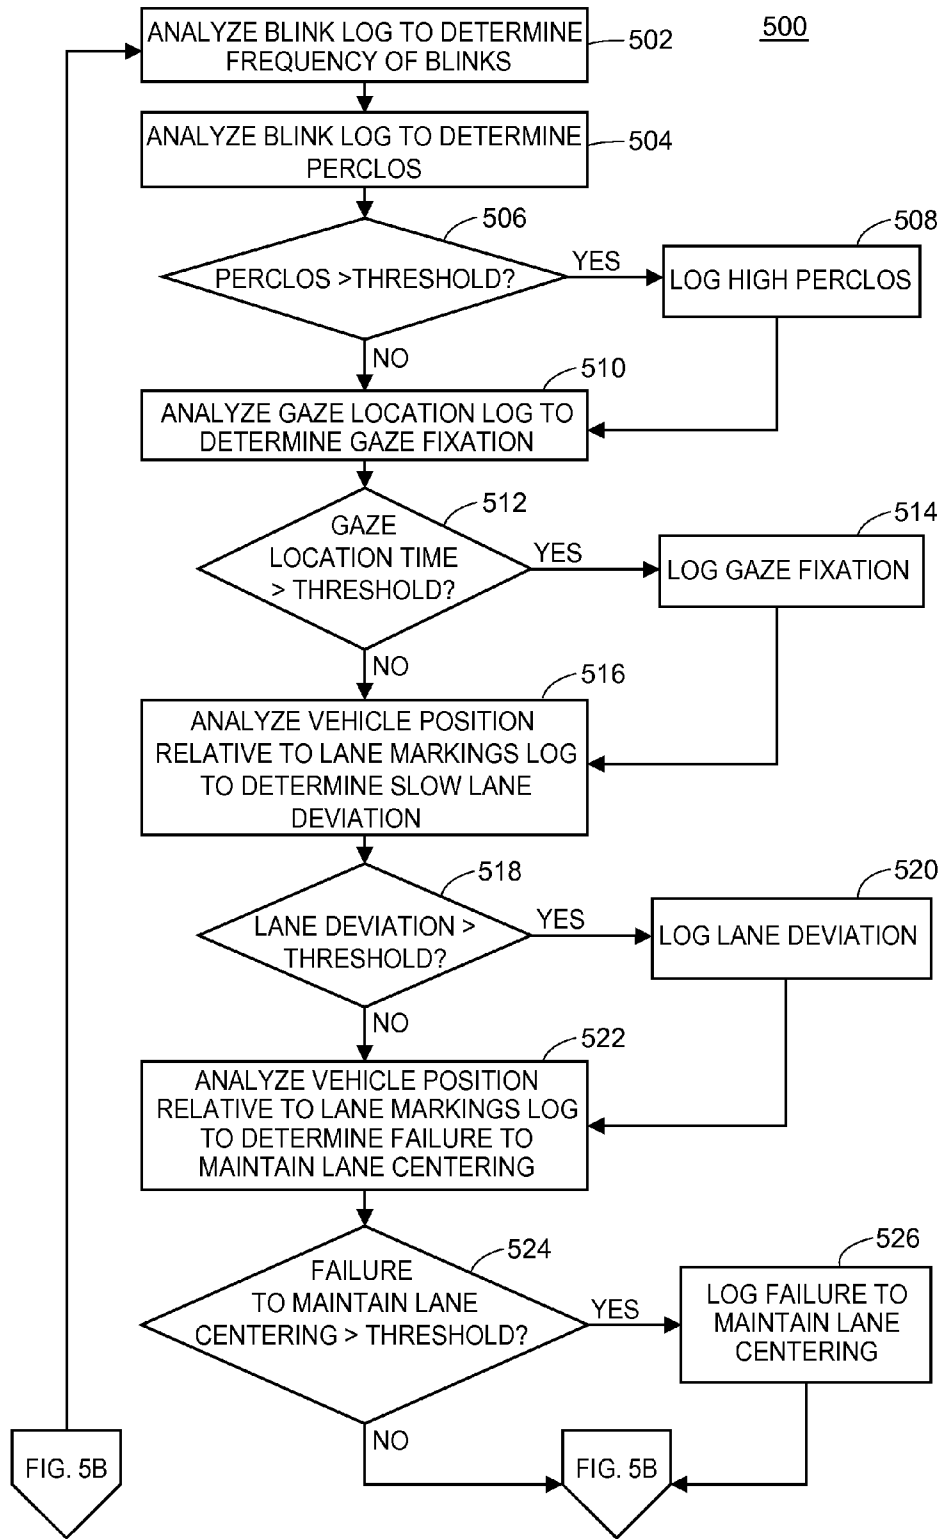 500
ANALYZE BLINK LOG TO DETERMINE
FREQUENCY OF BLINKS
502
ANALYZE BLINK LOG TO DETERMINE
PERCLOS
504
506
PERCLOS >THRESHOLD?
YES
508
LOG HIGH PERCLOS
NO
510
ANALYZE GAZE LOCATION LOG TO
DETERMINE GAZE FIXATION
512
GAZE
LOCATION TIME
> THRESHOLD?
YES
514
LOG GAZE FIXATION
NO
516
ANALYZE VEHICLE POSITION
RELATIVE TO LANE MARKINGS LOG
TO DETERMINE SLOW LANE
DEVIATION
518
LANE DEVIATION >
THRESHOLD?
YES
520
LOG LANE DEVIATION
NO
522
ANALYZE VEHICLE POSITION
RELATIVE TO LANE MARKINGS LOG
TO DETERMINE FAILURE TO
MAINTAIN LANE CENTERING
524
FAILURE
TO MAINTAIN LANE
CENTERING > THRESHOLD?
YES
526
LOG FAILURE TO
MAINTAIN LANE
CENTERING
NO
FIG. 5B
FIG. 5B